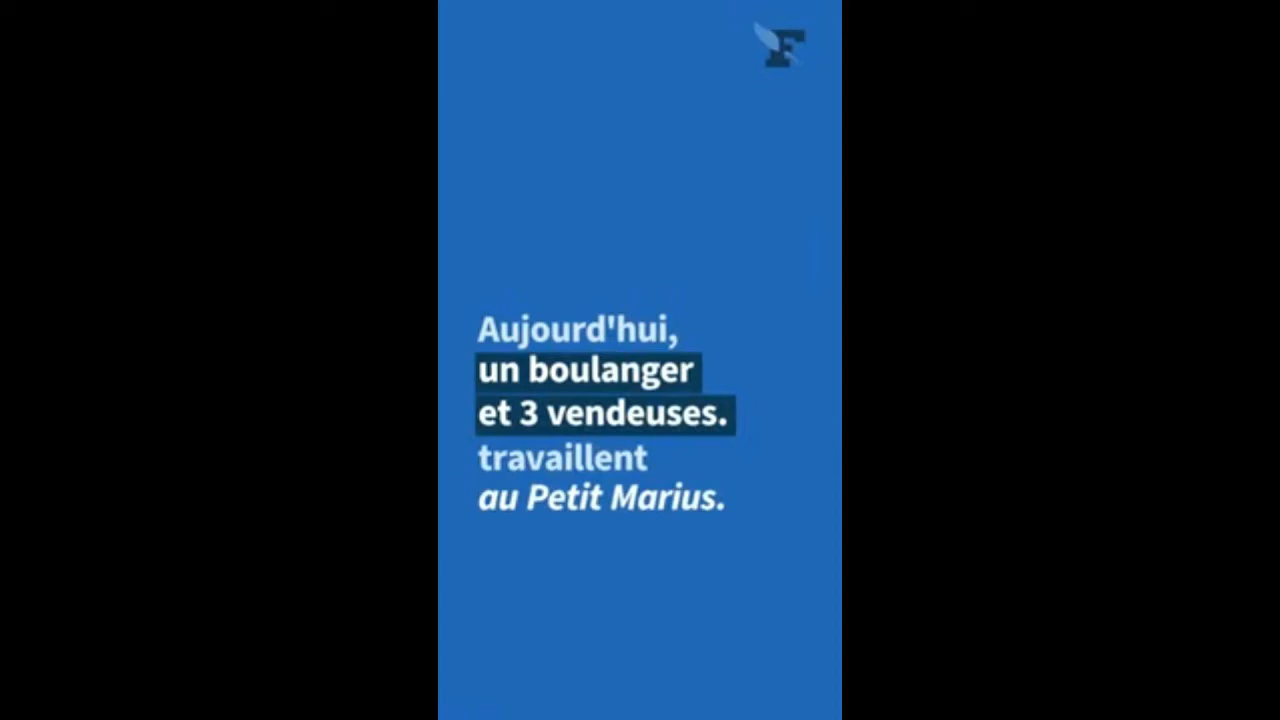 F
Aujourd'hui,
un boulanger
et 3 vendeuses.
travaillent
au Petit Marius.